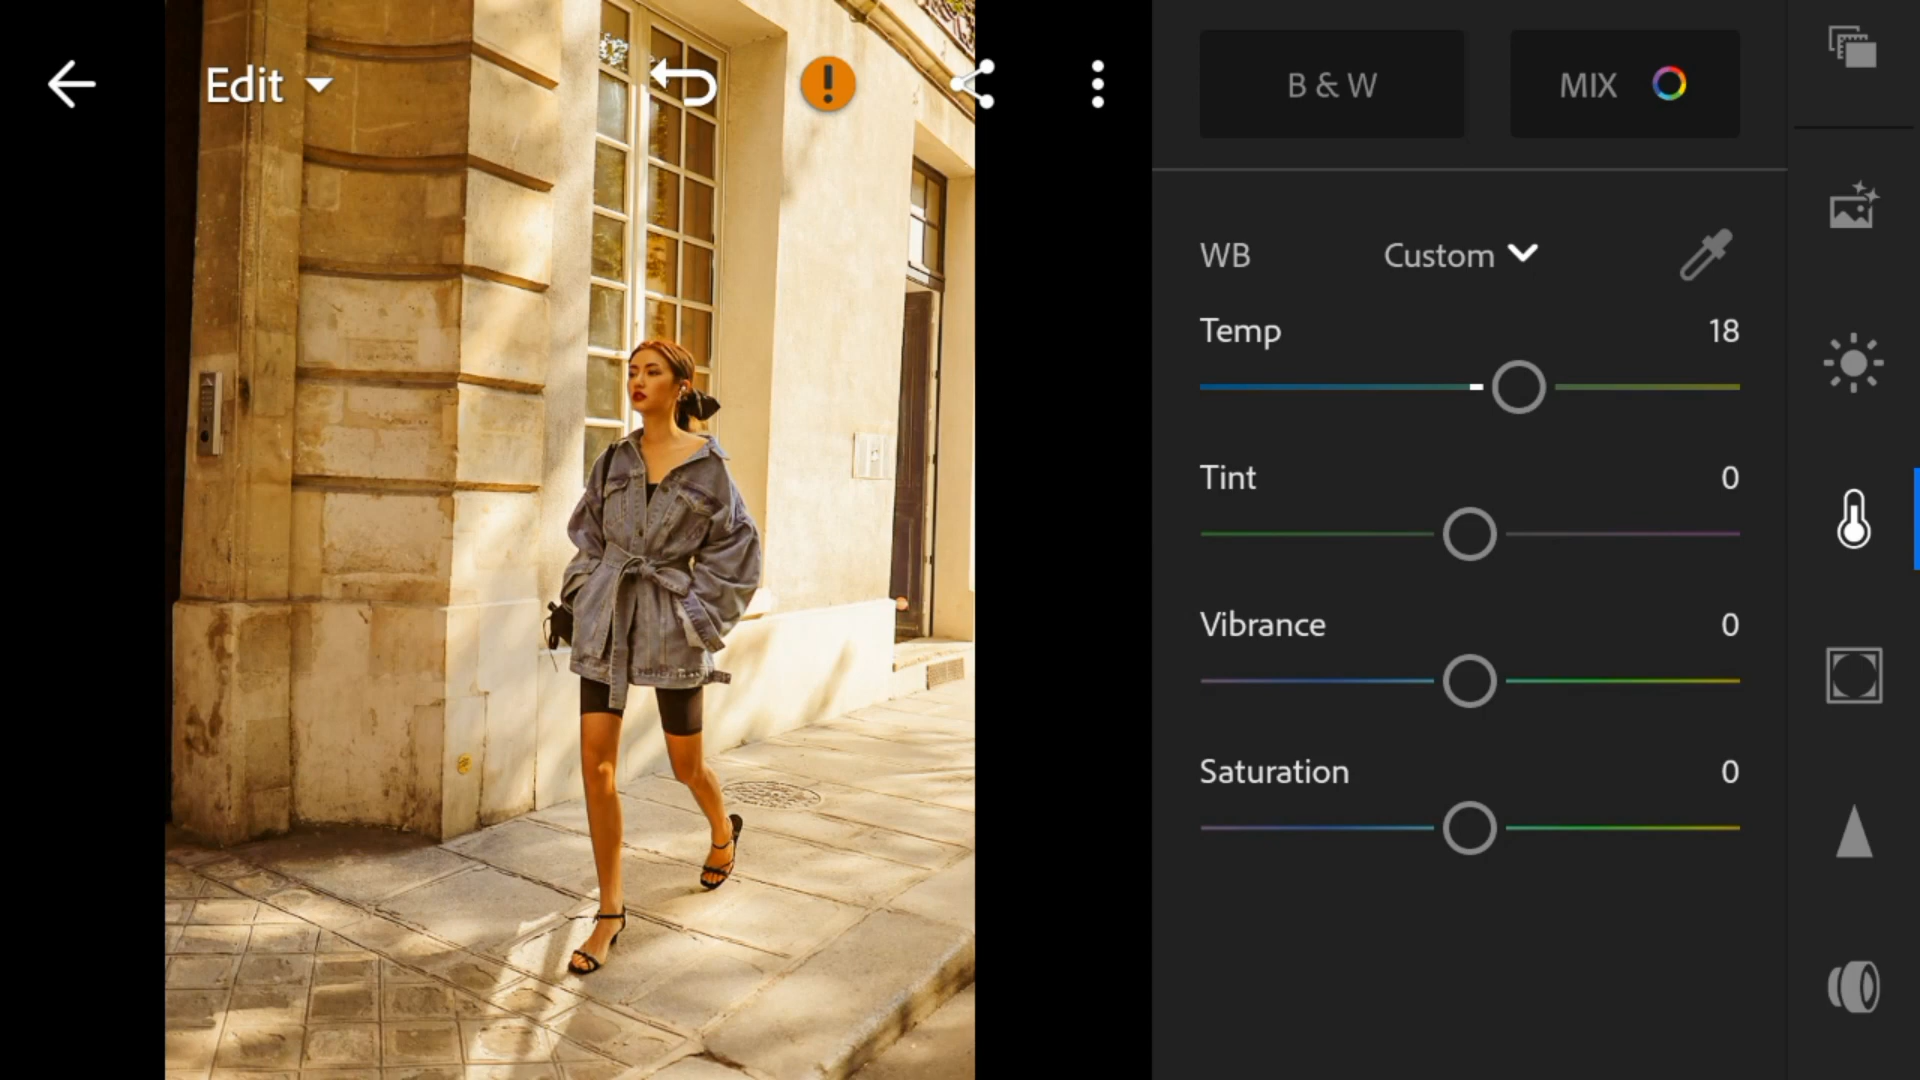 Edit
B & W
MIX
WB
Custom
Temp
18
Tint
0
Vibrance
0
Saturation
0